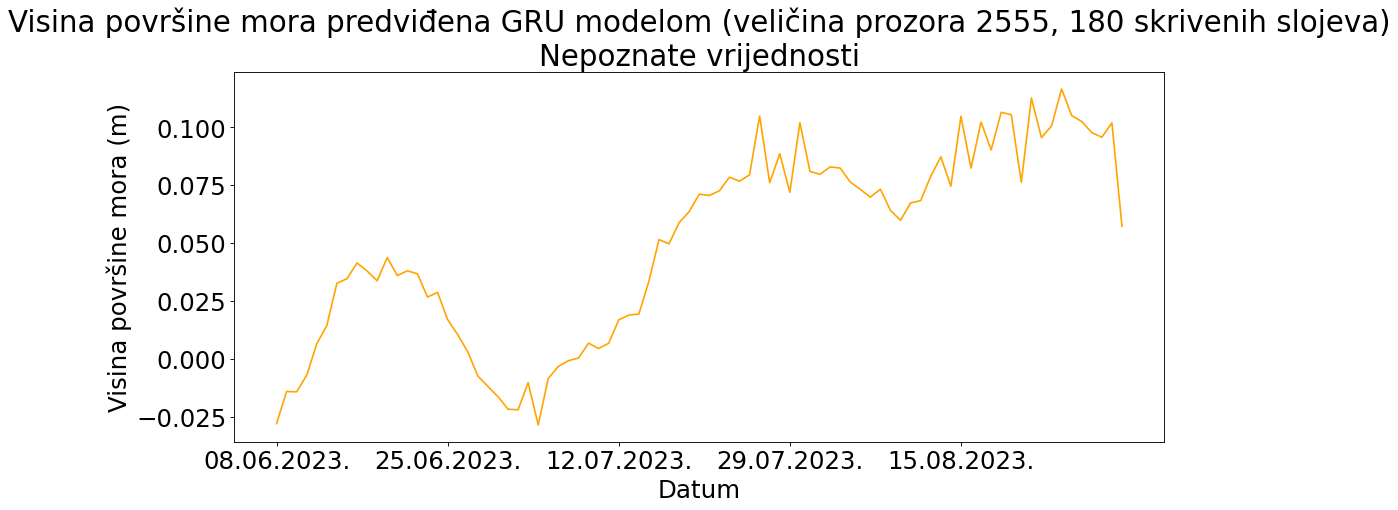 Visina površine mora predviđena GRU modelom (veličina prozora 2555, 180 skrivenih slojeva)
Nepoznate vrijednosti
Visina površine mora (m)
0.100
0.075
0.050
0.025
0.000
−0.025
08.06.2023. 25.06.2023. 12.07.2023. 29.07.2023. 15.08.2023.
Datum